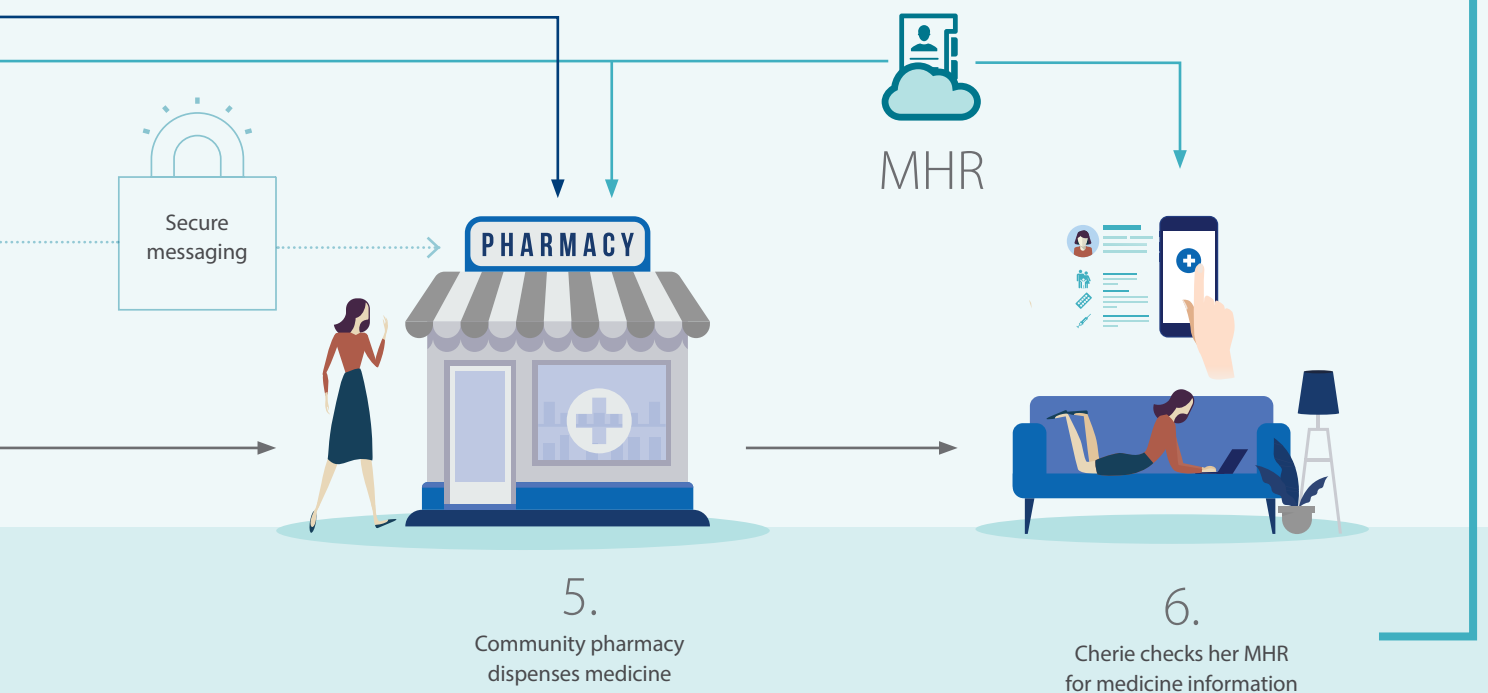 MHR
Secure
messaging
PHARMACY
5.
Community pharmacy
dispenses medicine
6.
Cherie checks her MHR
for medicine information